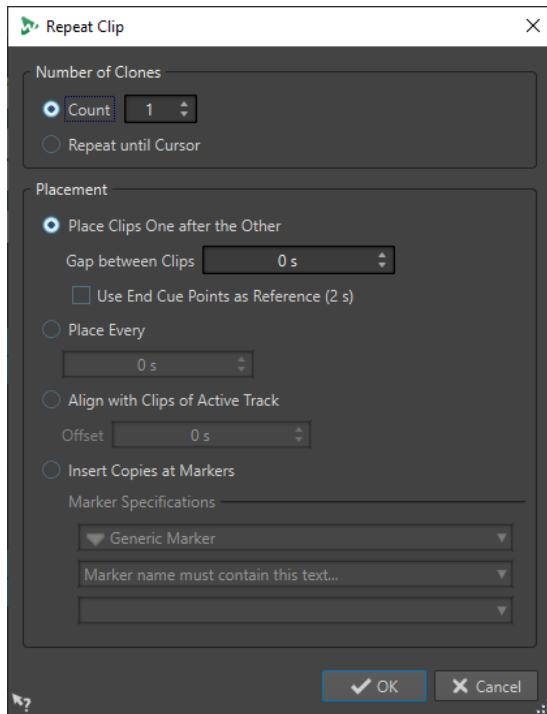 Repeat Clip
Number of Clones
Count 1
Repeat until Cursor
Placement
Place Clips One after the Other
Gap between Clips 0 s
Use End Cue Points as Reference (2 s)
Place Every
0 s
Align with Clips of Active Track
Offset 0 s
Insert Copies at Markers
Marker Specifications
Generic Marker
Marker name must contain this text...
OK Cancel